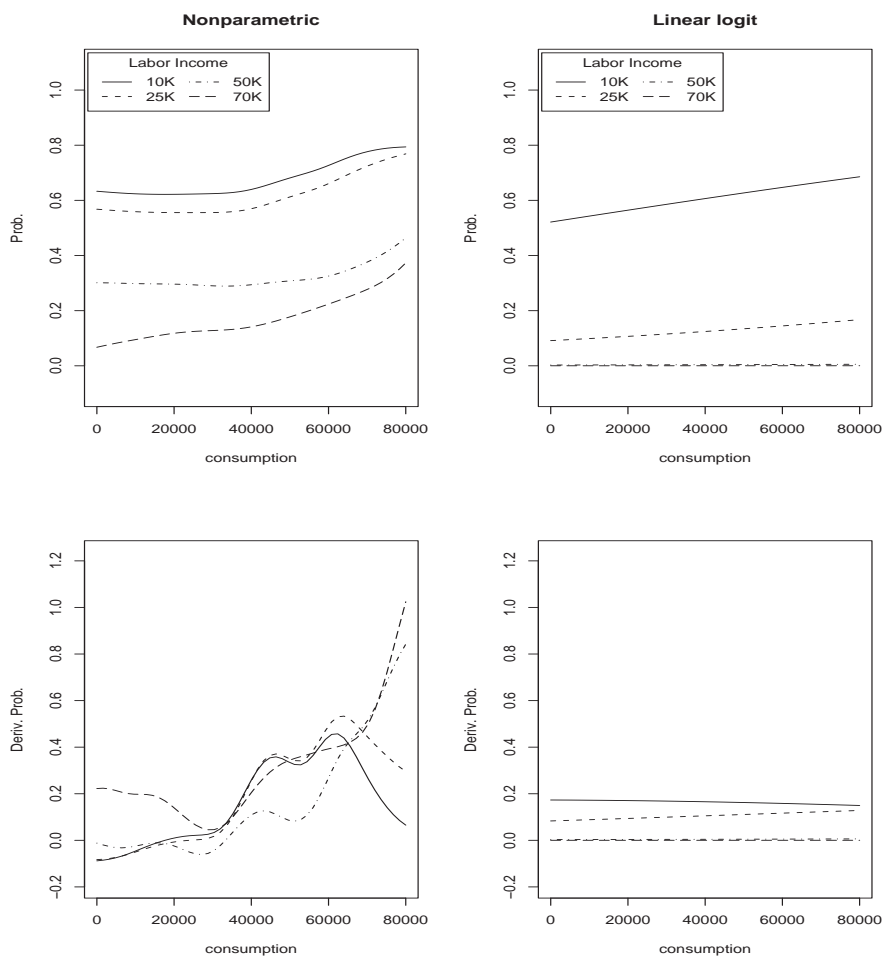 Nonparametric
Linear logit
Labor Income
10K 50K
25K 70K
Prob.
0.0 0.2 0.4 0.6 0.8 1.0
0 20000 40000 60000 80000
consumption
Labor Income
10K 50K
25K 70K
Prob.
0.0 0.2 0.4 0.6 0.8 1.0
0 20000 40000 60000 80000
consumption
Deriv. Prob.
−0.2 0.0 0.2 0.4 0.6 0.8 1.0 1.2
0 20000 40000 60000 80000
consumption
Deriv. Prob.
−0.2 0.0 0.2 0.4 0.6 0.8 1.0 1.2
0 20000 40000 60000 80000
consumption